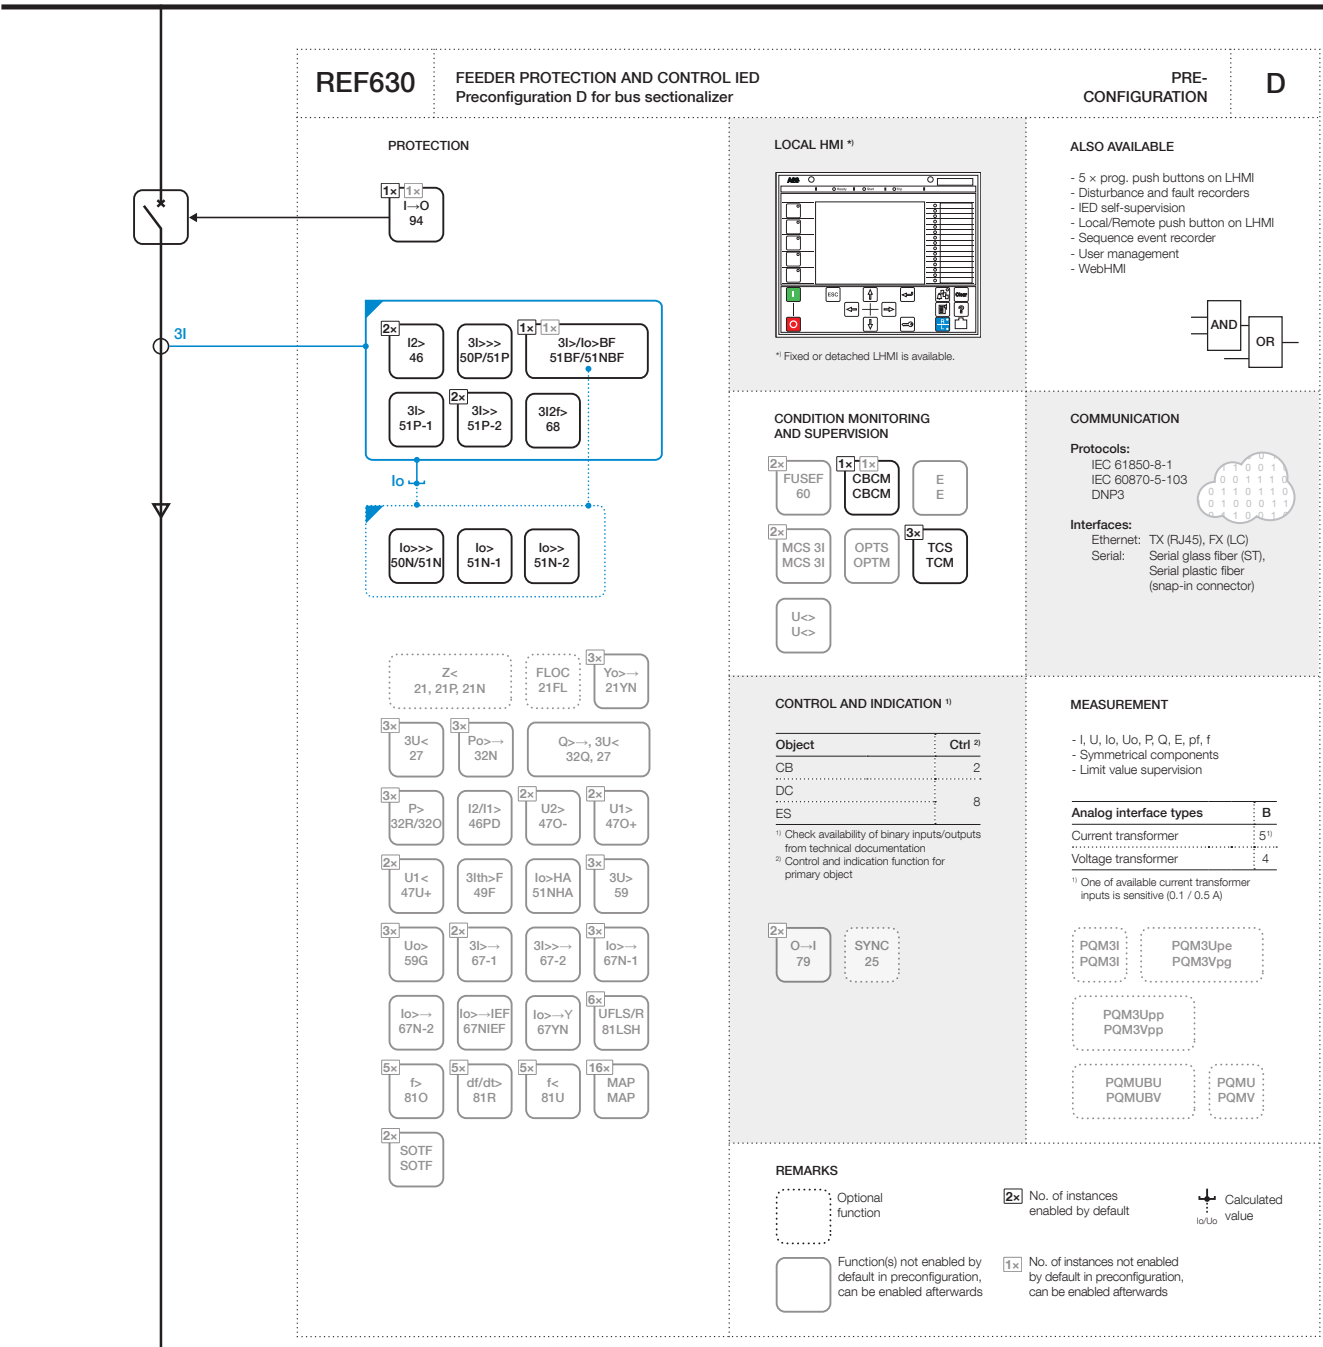 REF630
FEEDER PROTECTION AND CONTROL IED
Preconfiguration D for bus sectionalizer
PRE-
CONFIGURATION
D
PROTECTION
1× 1×
I→O
94
3I
2×
I2>
46
3I>>>
50P/51P
1× 1×
3I>/Io>BF
51BF/51NBF
3I>
51P-1
2×
3I>>
51P-2
3I2f>
68
Io
Io>>>
50N/51N
Io>
51N-1
Io>>
51N-2
Z<
21, 21P, 21N
FLOC
21FL
3×
Yo>→
21YN
3×
3U<
27
3×
Po>→
32N
Q>→, 3U<
32Q, 27
3×
P>
32R/32O
I2/I1>
46PD
2×
U2>
47O-
2×
U1>
47O+
2×
U1<
47U+
3Ith>F
49F
Io>HA
51NHA
3×
3U>
59
3×
Uo>
59G
2×
3I>→
67-1
3I>>→
67-2
3×
Io>→
67N-1
Io>→
67N-2
Io>→IEF
67NIEF
Io>→Y
67YN
6×
UFLS/R
81LSH
5×
f>
81O
5×
df/dt>
81R
5×
f<
81U
16×
MAP
MAP
2×
SOTF
SOTF
LOCAL HMI *)
ABB
Ready
Start
Trip
ESC
Clear
I
O
?
R
L
*) Fixed or detached LHMI is available.
ALSO AVAILABLE
- 5 × prog. push buttons on LHMI
- Disturbance and fault recorders
- IED self-supervision
- Local/Remote push button on LHMI
- Sequence event recorder
- User management
- WebHMI
AND
OR
CONDITION MONITORING
AND SUPERVISION
2×
FUSEF
60
1× 1×
CBCM
CBCM
E
E
2×
MCS 3I
MCS 3I
OPTS
OPTM
3×
TCS
TCM
U<>
U<>
COMMUNICATION
Protocols:
IEC 61850-8-1
IEC 60870-5-103
DNP3
Interfaces:
Ethernet: TX (RJ45), FX (LC)
Serial: Serial glass fiber (ST),
Serial plastic fiber
(snap-in connector)
CONTROL AND INDICATION 1)
Object Ctrl 2)
CB 2
DC
8
ES
1) Check availability of binary inputs/outputs
from technical documentation
2) Control and indication function for
primary object
2×
O→I
79
SYNC
25
MEASUREMENT
- I, U, Io, Uo, P, Q, E, pf, f
- Symmetrical components
- Limit value supervision
Analog interface types B
Current transformer 5 1)
Voltage transformer 4
1) One of available current transformer
inputs is sensitive (0.1 / 0.5 A)
PQM3I
PQM3I
PQM3Upe
PQM3Vpg
PQM3Upp
PQM3Vpp
PQMUBU
PQMUBV
PQMU
PQMV
REMARKS
Optional
function
2× No. of instances
enabled by default
Io/Uo
Calculated
value
Function(s) not enabled by
default in preconfiguration,
can be enabled afterwards
1× No. of instances not enabled
by default in preconfiguration,
can be enabled afterwards